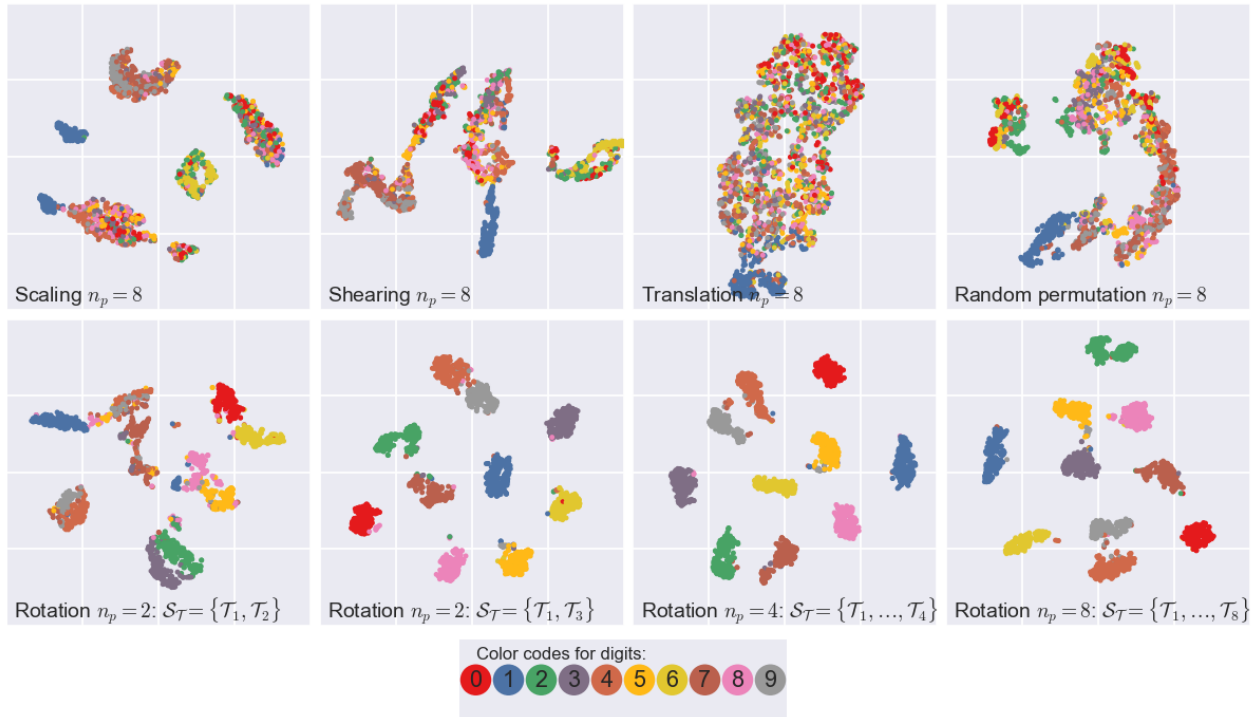 Scaling $n_p = 8$
Shearing $n_p = 8$
Translation $n_p = 8$
Random permutation $n_p = 8$
Rotation $n_p = 2$: $\mathcal{S}_\mathcal{T} = \{\mathcal{T}_1, \mathcal{T}_2\}$
Rotation $n_p = 2$: $\mathcal{S}_\mathcal{T} = \{\mathcal{T}_1, \mathcal{T}_3\}$
Rotation $n_p = 4$: $\mathcal{S}_\mathcal{T} = \{\mathcal{T}_1, \ldots, \mathcal{T}_4\}$
Rotation $n_p = 8$: $\mathcal{S}_\mathcal{T} = \{\mathcal{T}_1, \ldots, \mathcal{T}_8\}$
Color codes for digits:
0 1 2 3 4 5 6 7 8 9